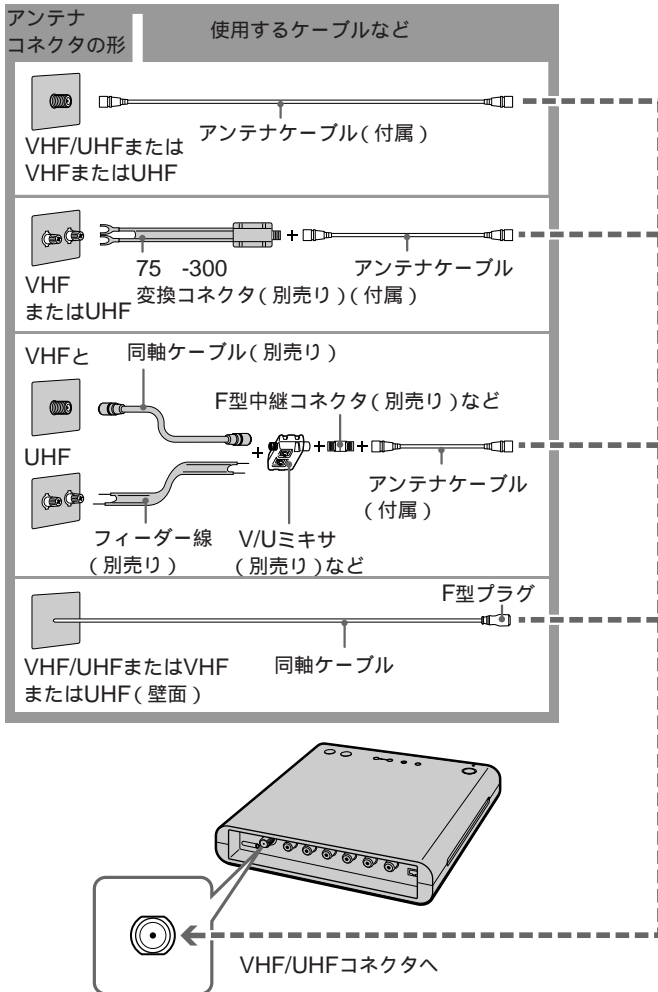 アンテナ
コネクタの形
使用するケーブルなど
アンテナケーブル(付属)
VHF/UHFまたは
VHFまたはUHF
75 -300
変換コネクタ(別売り)
アンテナケーブル
(付属)
VHF
またはUHF
VHFと
同軸ケーブル(別売り)
F型中継コネクタ(別売り)など
UHF
アンテナケーブル
(付属)
フィーダー線
(別売り)
V/Uミキサ
(別売り)など
F型プラグ
同軸ケーブル
VHF/UHFまたはVHF
またはUHF(壁面)
VHF/UHFコネクタへ